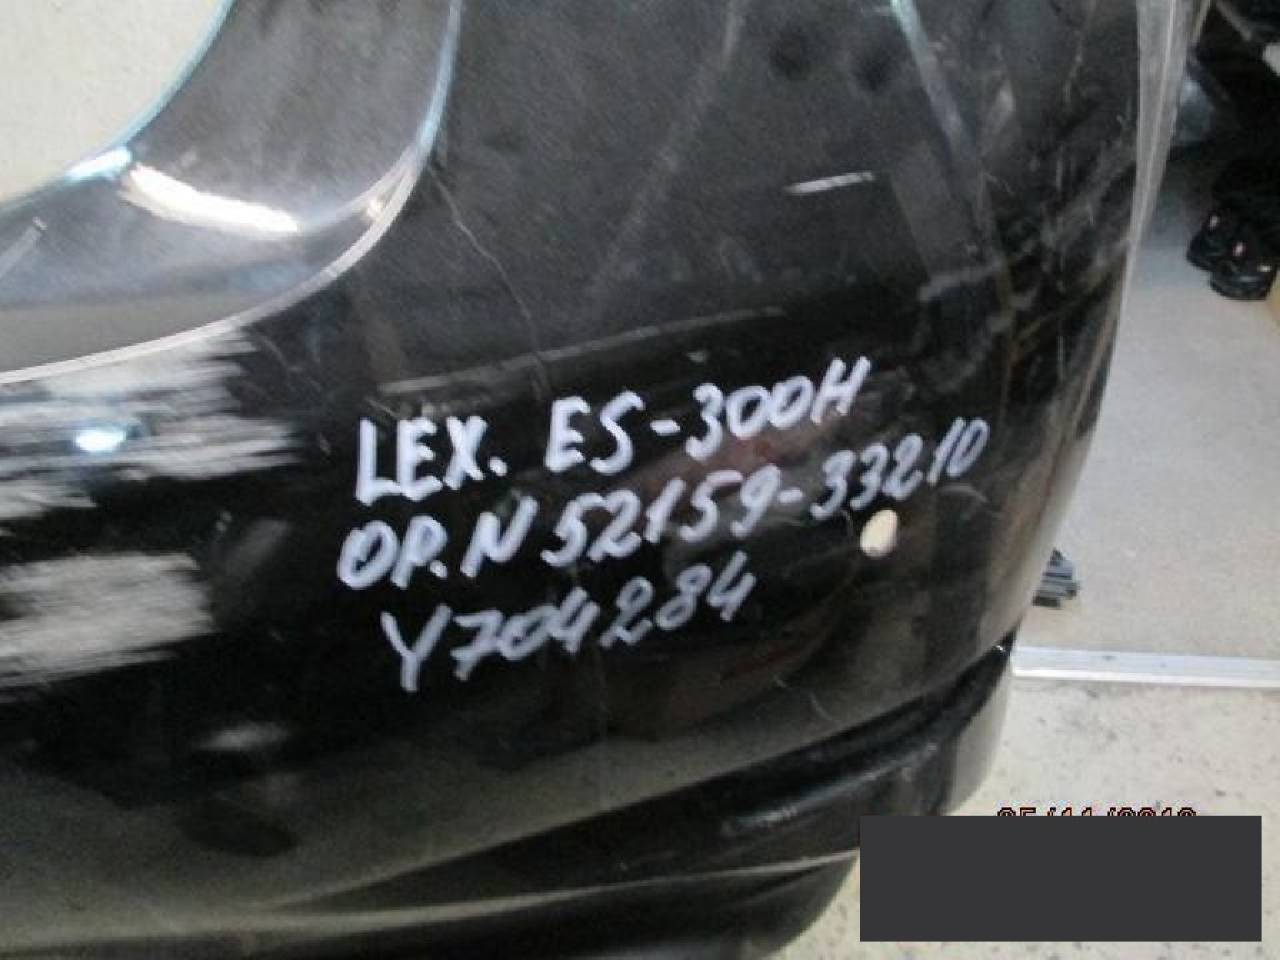 LEX. ES-300H
OP.N 52159-33210
Y704284